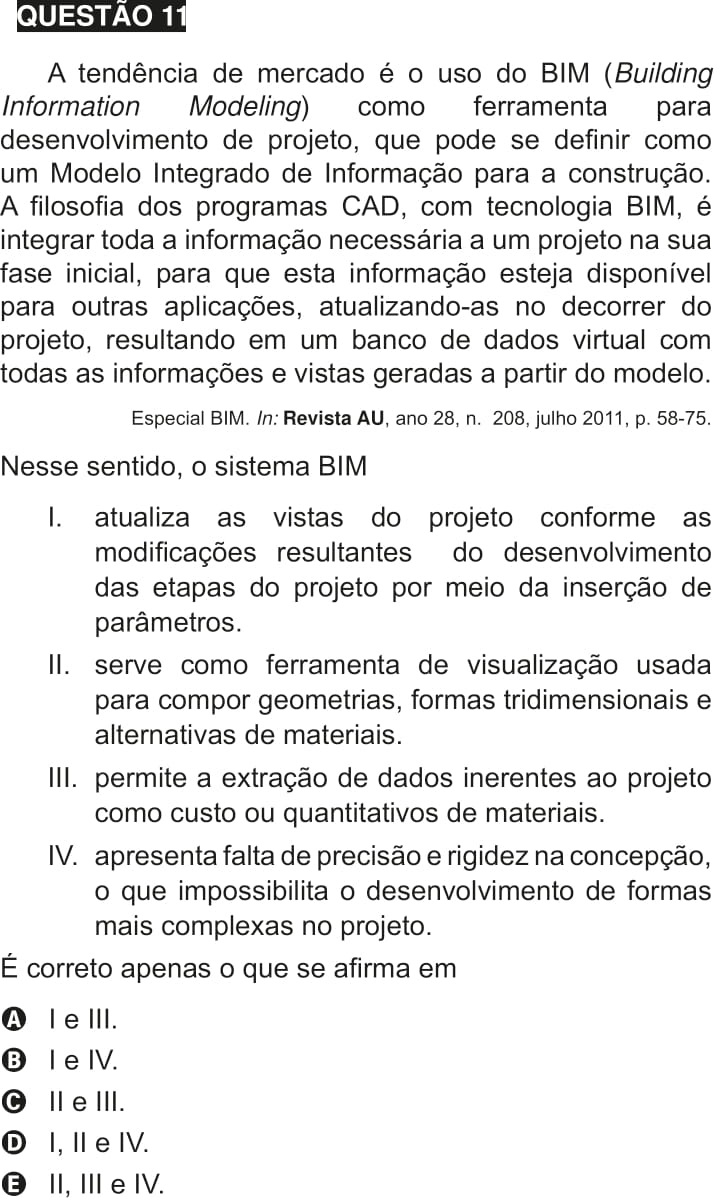 QUESTÃO 11
A tendência de mercado é o uso do BIM (Building
Information Modeling) como ferramenta para
desenvolvimento de projeto, que pode se definir como
um Modelo Integrado de Informação para a construção.
A filosofia dos programas CAD, com tecnologia BIM, é
integrar toda a informação necessária a um projeto na sua
fase inicial, para que esta informação esteja disponível
para outras aplicações, atualizando-as no decorrer do
projeto, resultando em um banco de dados virtual com
todas as informações e vistas geradas a partir do modelo.
Especial BIM. In: Revista AU, ano 28, n. 208, julho 2011, p. 58-75.
Nesse sentido, o sistema BIM
I. atualiza as vistas do projeto conforme as
modificações resultantes do desenvolvimento
das etapas do projeto por meio da inserção de
parâmetros.
II. serve como ferramenta de visualização usada
para compor geometrias, formas tridimensionais e
alternativas de materiais.
III. permite a extração de dados inerentes ao projeto
como custo ou quantitativos de materiais.
IV. apresenta falta de precisão e rigidez na concepção,
o que impossibilita o desenvolvimento de formas
mais complexas no projeto.
É correto apenas o que se afirma em
A I e III.
B I e IV.
C II e III.
D I, II e IV.
E II, III e IV.